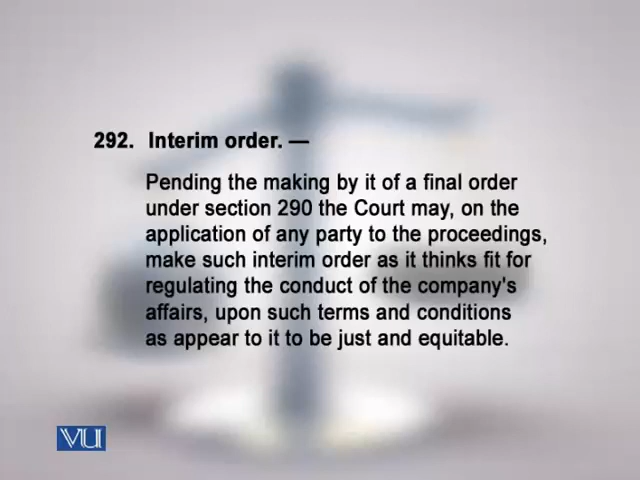 292. Interim order. —
Pending the making by it of a final order
under section 290 the Court may, on the
application of any party to the proceedings,
make such interim order as it thinks fit for
regulating the conduct of the company's
affairs, upon such terms and conditions
as appear to it to be just and equitable.
VU